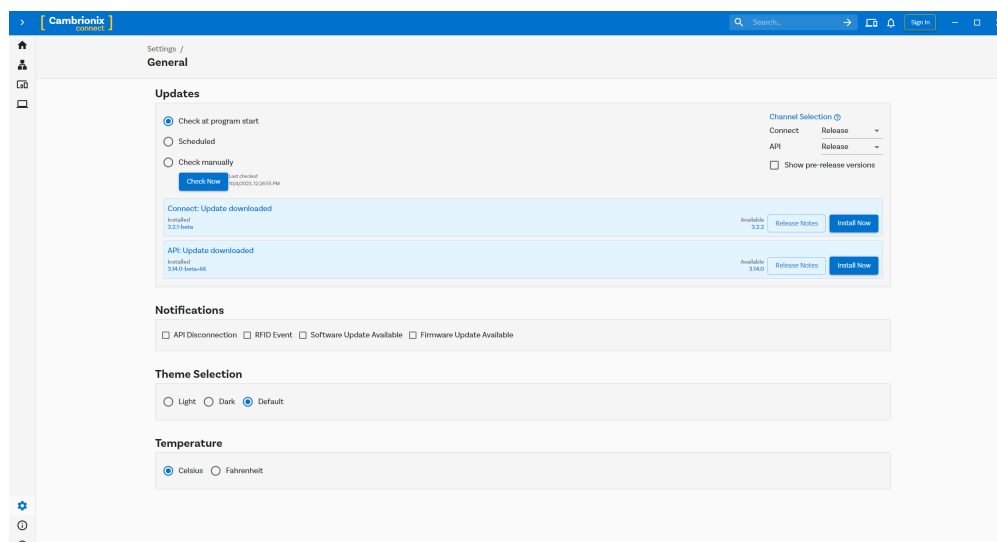 [ Cambrionix connect ]
Search...
Sign In
Settings /
General
Updates
Check at program start
Scheduled
Check manually
Check Now
Last checked
10/4/2023, 12:28:55 PM
Channel Selection
Connect Release
API Release
Show pre-release versions
Connect: Update downloaded
Installed
3.2.1-beta
Available
3.2.2
Release Notes
Install Now
API: Update downloaded
Installed
3.14.0-beta+66
Available
3.14.0
Release Notes
Install Now
Notifications
API Disconnection RFID Event Software Update Available Firmware Update Available
Theme Selection
Light Dark Default
Temperature
Celsius Fahrenheit